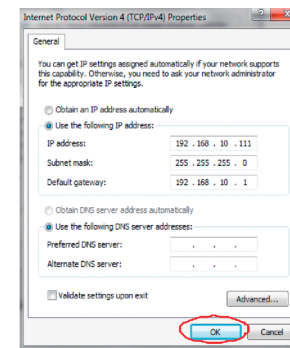 Internet Protocol Version 4 (TCP/IPv4) Properties
General
You can get IP settings assigned automatically if your network supports
this capability. Otherwise, you need to ask your network administrator
for the appropriate IP settings.
Obtain an IP address automatically
Use the following IP address:
IP address: 192 . 168 . 10 . 111
Subnet mask: 255 . 255 . 255 . 0
Default gateway: 192 . 168 . 10 . 1
Obtain DNS server address automatically
Use the following DNS server addresses:
Preferred DNS server: . . .
Alternate DNS server: . . .
Validate settings upon exit
Advanced...
OK Cancel